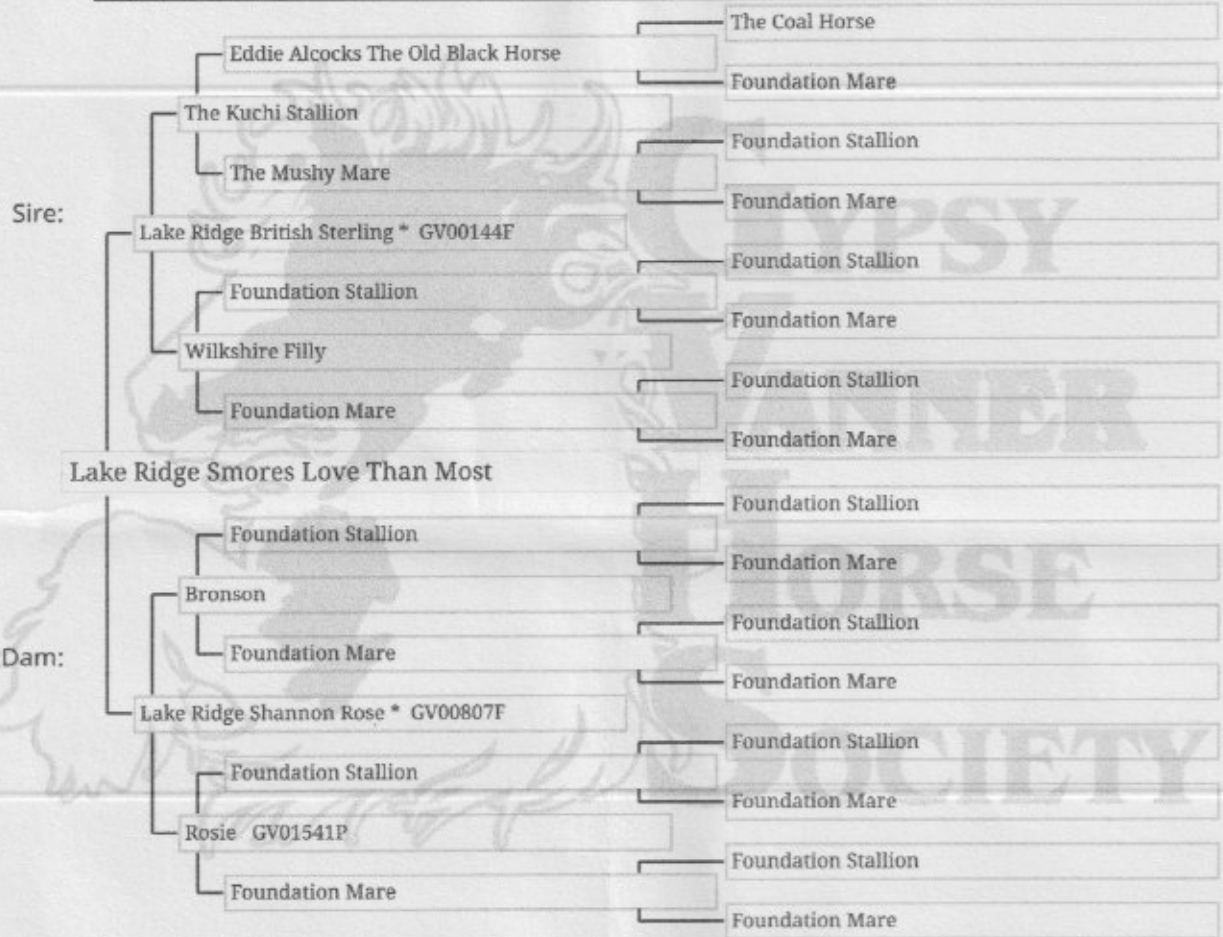 The Coal Horse
Eddie Alcocks The Old Black Horse
Foundation Mare
The Kuchi Stallion
Foundation Stallion
The Mushy Mare
Foundation Mare
Sire:
Lake Ridge British Sterling * GV00144F
Foundation Stallion
Foundation Stallion
Foundation Mare
Wilkshire Filly
Foundation Stallion
Foundation Mare
Foundation Mare
Lake Ridge Smores Love Than Most
Foundation Stallion
Foundation Stallion
Foundation Mare
Bronson
Foundation Stallion
Foundation Mare
Dam:
Foundation Mare
Lake Ridge Shannon Rose * GV00807F
Foundation Stallion
Foundation Stallion
Foundation Mare
Rosie GV01541P
Foundation Stallion
Foundation Mare
Foundation Mare
GYPSY
VANNER
HORSE
SOCIETY